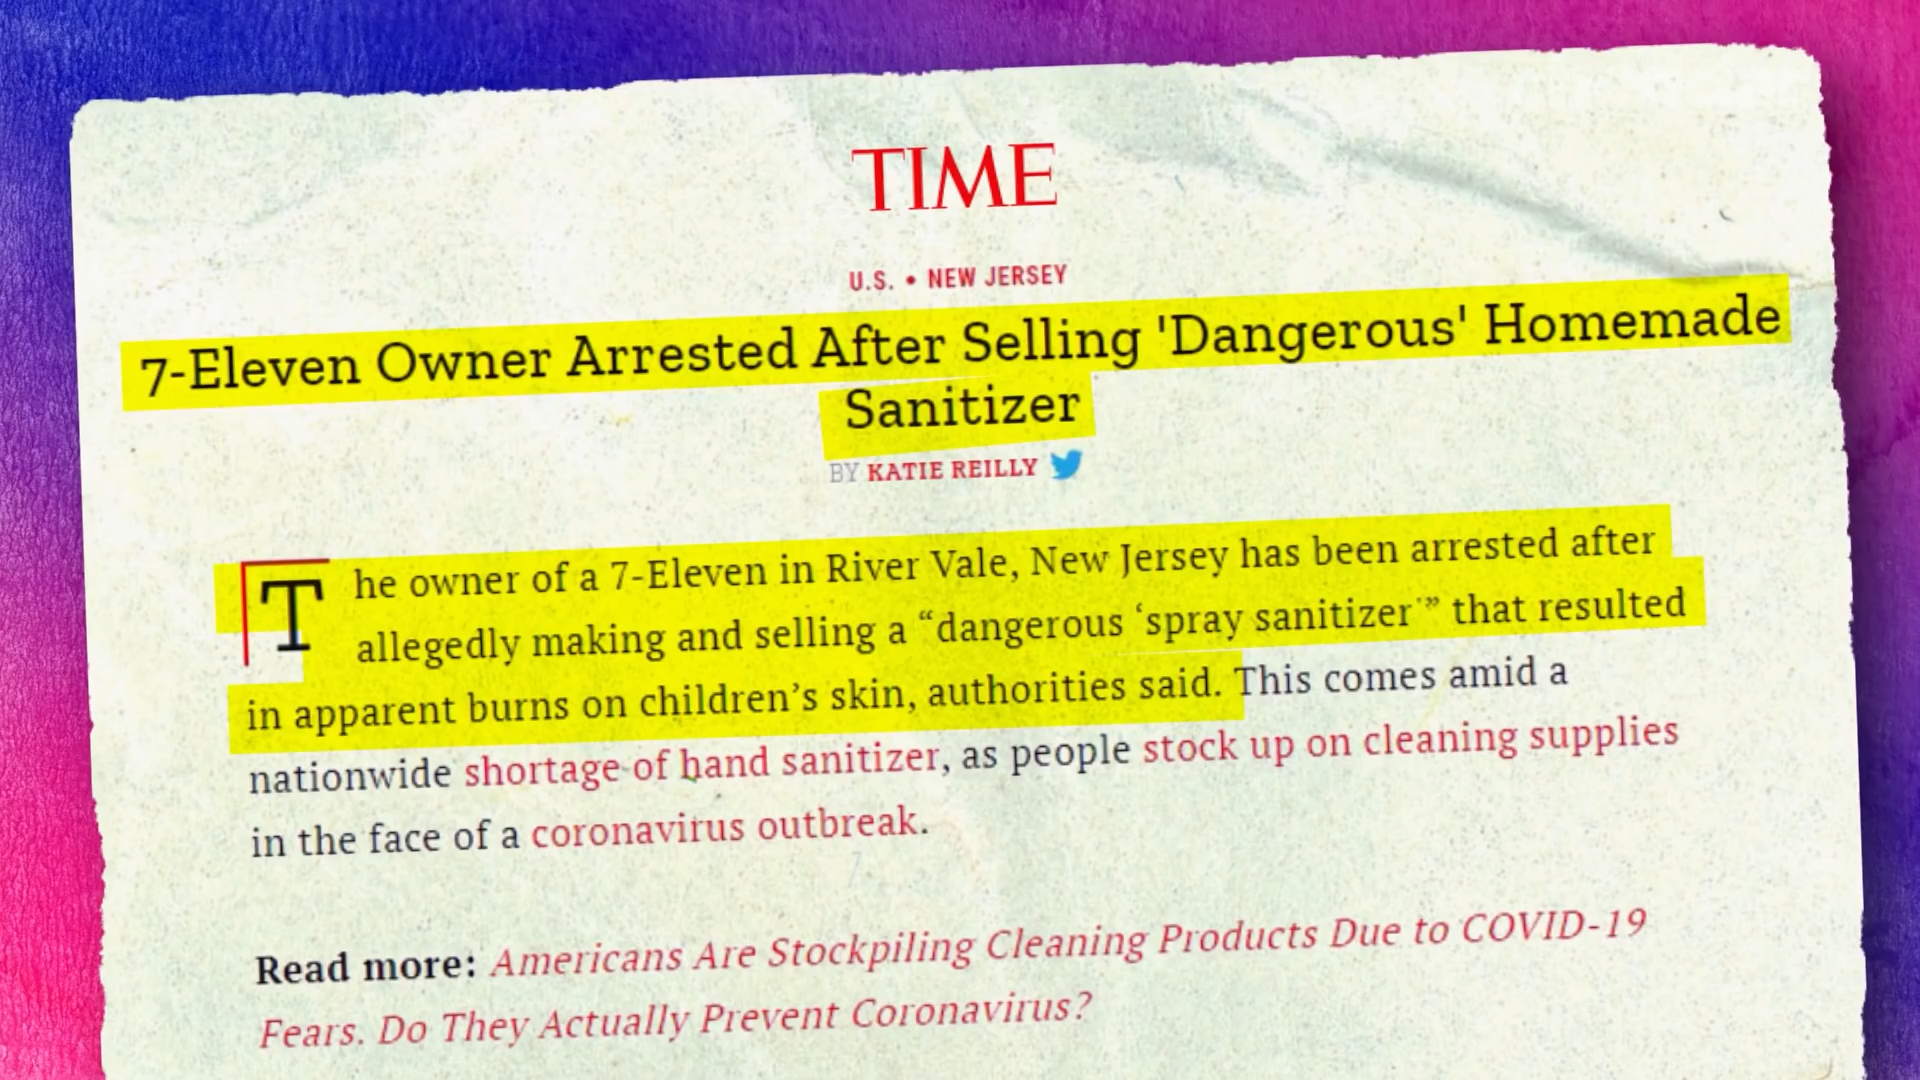 TIME
U.S. • NEW JERSEY
7-Eleven Owner Arrested After Selling 'Dangerous' Homemade
Sanitizer
BY KATIE REILLY
The owner of a 7-Eleven in River Vale, New Jersey has been arrested after
allegedly making and selling a “dangerous ‘spray sanitizer’” that resulted
in apparent burns on children’s skin, authorities said. This comes amid a
nationwide shortage of hand sanitizer, as people stock up on cleaning supplies
in the face of a coronavirus outbreak.
Read more: Americans Are Stockpiling Cleaning Products Due to COVID-19
Fears. Do They Actually Prevent Coronavirus?